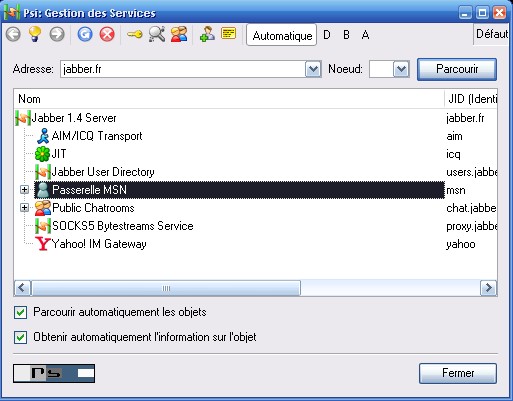 Psi: Gestion des Services
Automatique D B A Défaut
Adresse: jabber.fr Noeud: Parcourir
Nom JID (Identi
Jabber 1.4 Server jabber.fr
AIM/ICQ Transport aim
JIT icq
Jabber User Directory users.jabbe
Passerelle MSN msn
Public Chatrooms chat.jabbe
SOCKS5 Bytestreams Service proxy.jabbe
Yahoo! IM Gateway yahoo
Parcourir automatiquement les objets
Obtenir automatiquement l'information sur l'objet
Fermer